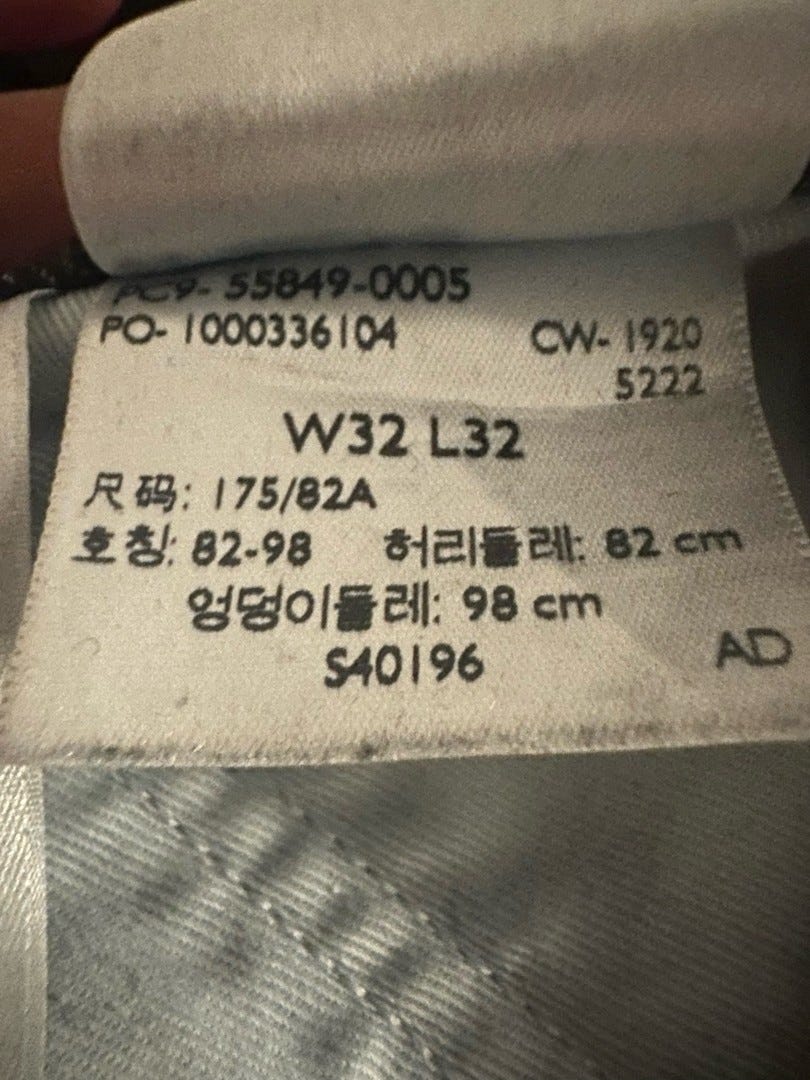 PC9- 55849-0005
PO- 1000336104 CW- 1920
5222
W32 L32
尺码: 175/82A
호칭: 82-98 허리둘레: 82 cm
엉덩이둘레: 98 cm
S40196 AD